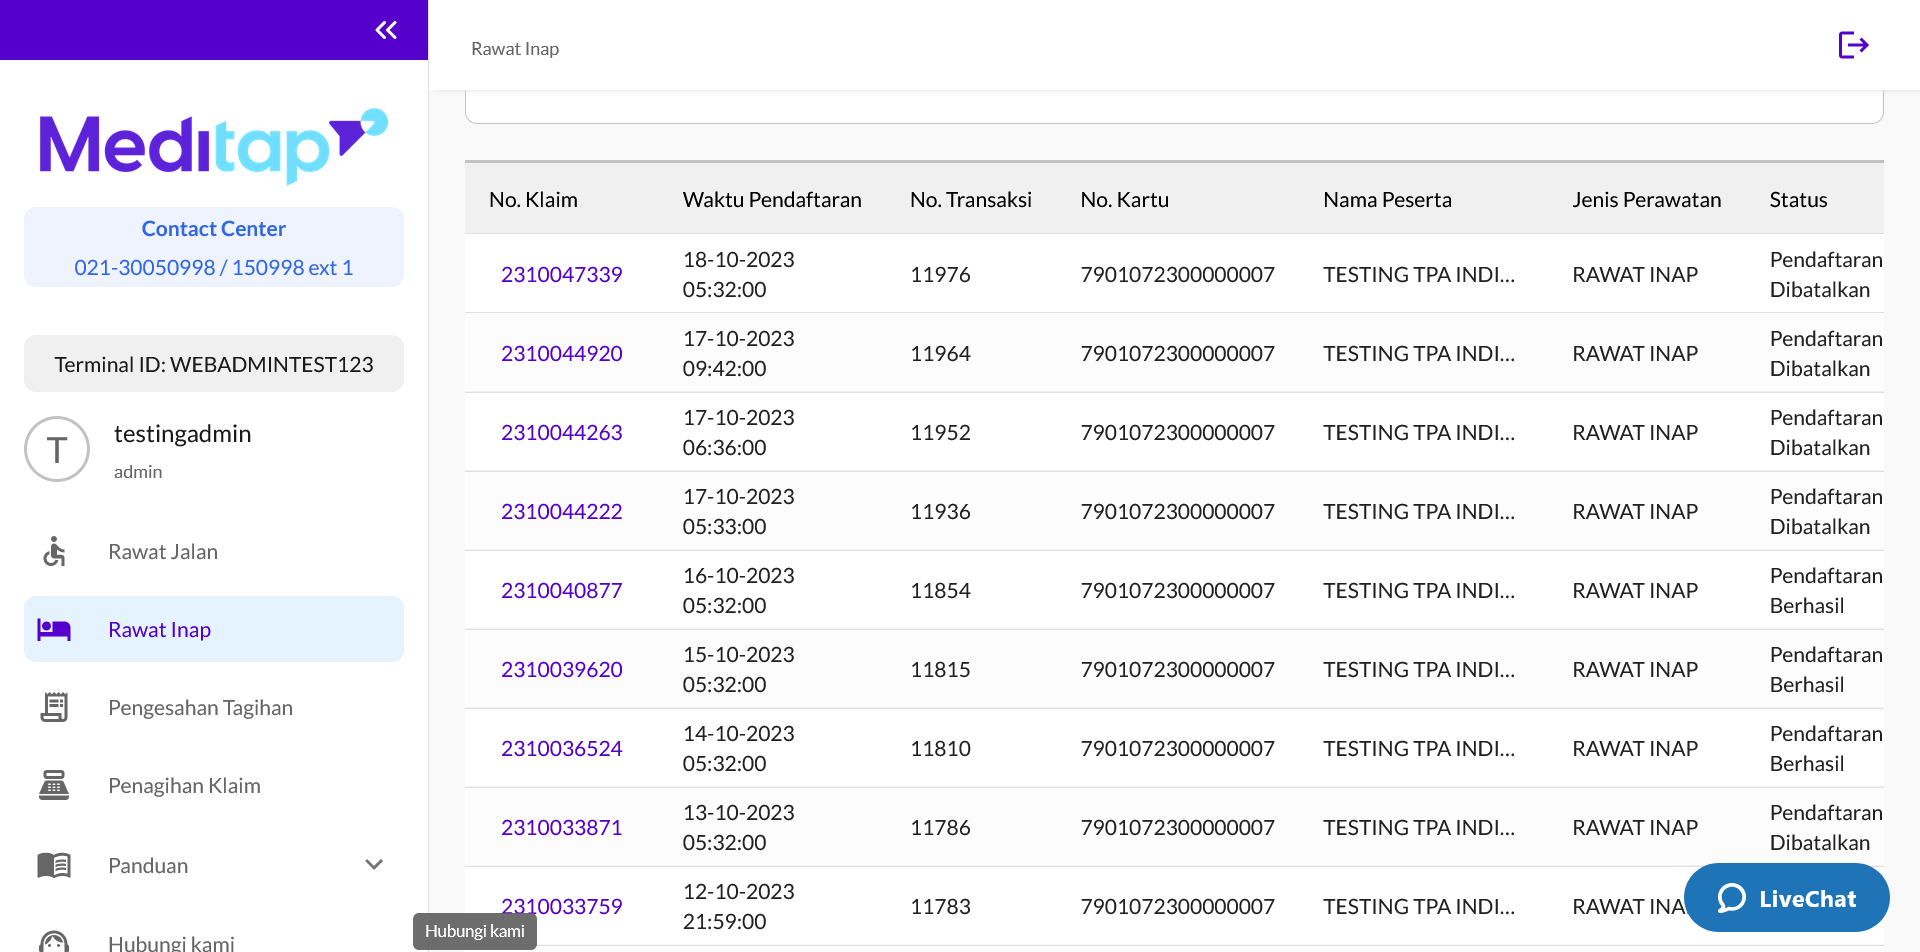 Rawat Inap
Meditap
Contact Center
021-30050998 / 150998 ext 1
Terminal ID: WEBADMINTEST123
T
testingadmin
admin
Rawat Jalan
Rawat Inap
Pengesahan Tagihan
Penagihan Klaim
Panduan
Hubungi kami
Hubungi kami
No. Klaim Waktu Pendaftaran No. Transaksi No. Kartu Nama Peserta Jenis Perawatan Status
2310047339 18-10-2023 05:32:00 11976 7901072300000007 TESTING TPA INDI... RAWAT INAP Pendaftaran Dibatalkan
2310044920 17-10-2023 09:42:00 11964 7901072300000007 TESTING TPA INDI... RAWAT INAP Pendaftaran Dibatalkan
2310044263 17-10-2023 06:36:00 11952 7901072300000007 TESTING TPA INDI... RAWAT INAP Pendaftaran Dibatalkan
2310044222 17-10-2023 05:33:00 11936 7901072300000007 TESTING TPA INDI... RAWAT INAP Pendaftaran Dibatalkan
2310040877 16-10-2023 05:32:00 11854 7901072300000007 TESTING TPA INDI... RAWAT INAP Pendaftaran Berhasil
2310039620 15-10-2023 05:32:00 11815 7901072300000007 TESTING TPA INDI... RAWAT INAP Pendaftaran Berhasil
2310036524 14-10-2023 05:32:00 11810 7901072300000007 TESTING TPA INDI... RAWAT INAP Pendaftaran Berhasil
2310033871 13-10-2023 05:32:00 11786 7901072300000007 TESTING TPA INDI... RAWAT INAP Pendaftaran Dibatalkan
2310033759 12-10-2023 21:59:00 11783 7901072300000007 TESTING TPA INDI... RAWAT
LiveChat